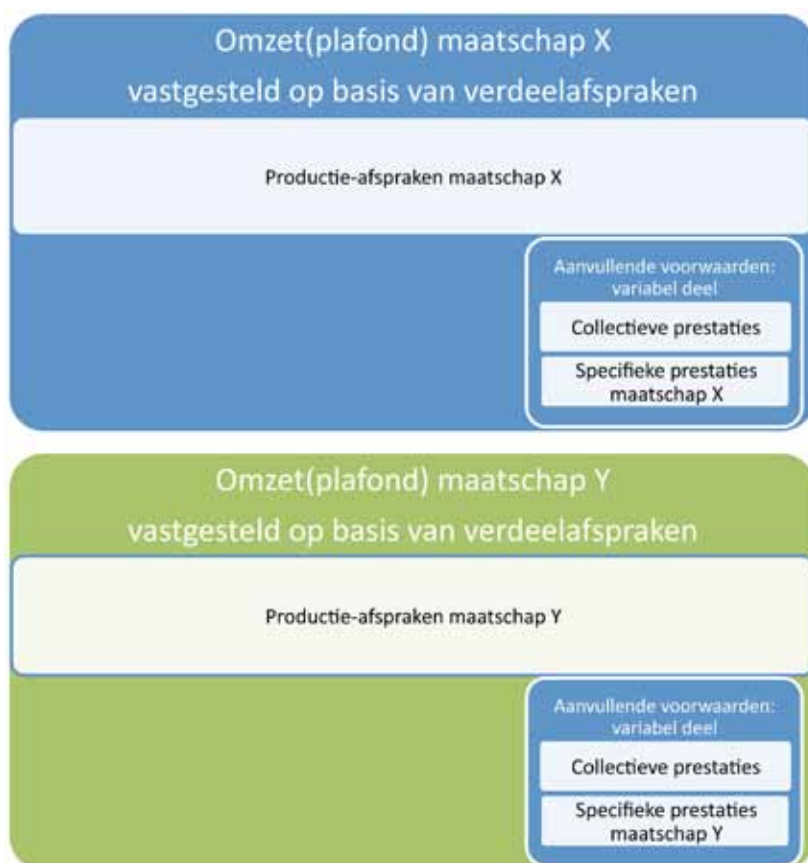 Omzet(plafond) maatschap X
vastgesteld op basis van verdeelafspraken
Productie-afspraken maatschap X
Aanvullende voorwaarden:
variabel deel
Collectieve prestaties
Specifieke prestaties
maatschap X
Omzet(plafond) maatschap Y
vastgesteld op basis van verdeelafspraken
Productie-afspraken maatschap Y
Aanvullende voorwaarden:
variabel deel
Collectieve prestaties
Specifieke prestaties
maatschap Y